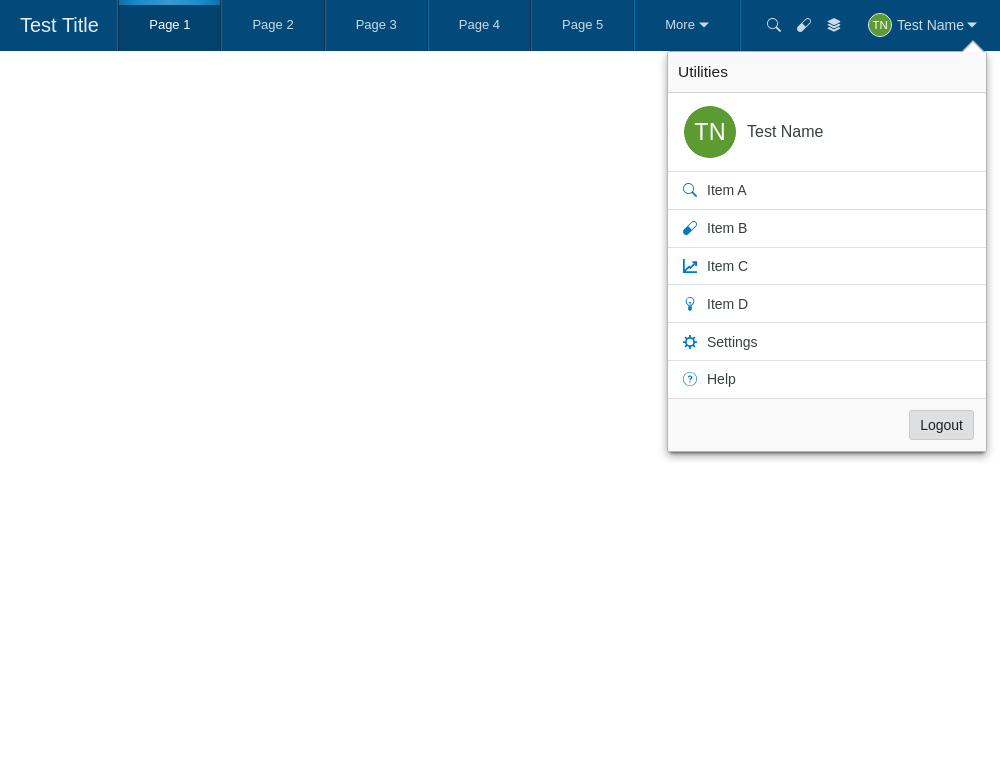 Test Title Page 1 Page 2 Page 3 Page 4 Page 5 More TN Test Name
Utilities
TN Test Name
Item A
Item B
Item C
Item D
Settings
? Help
Logout